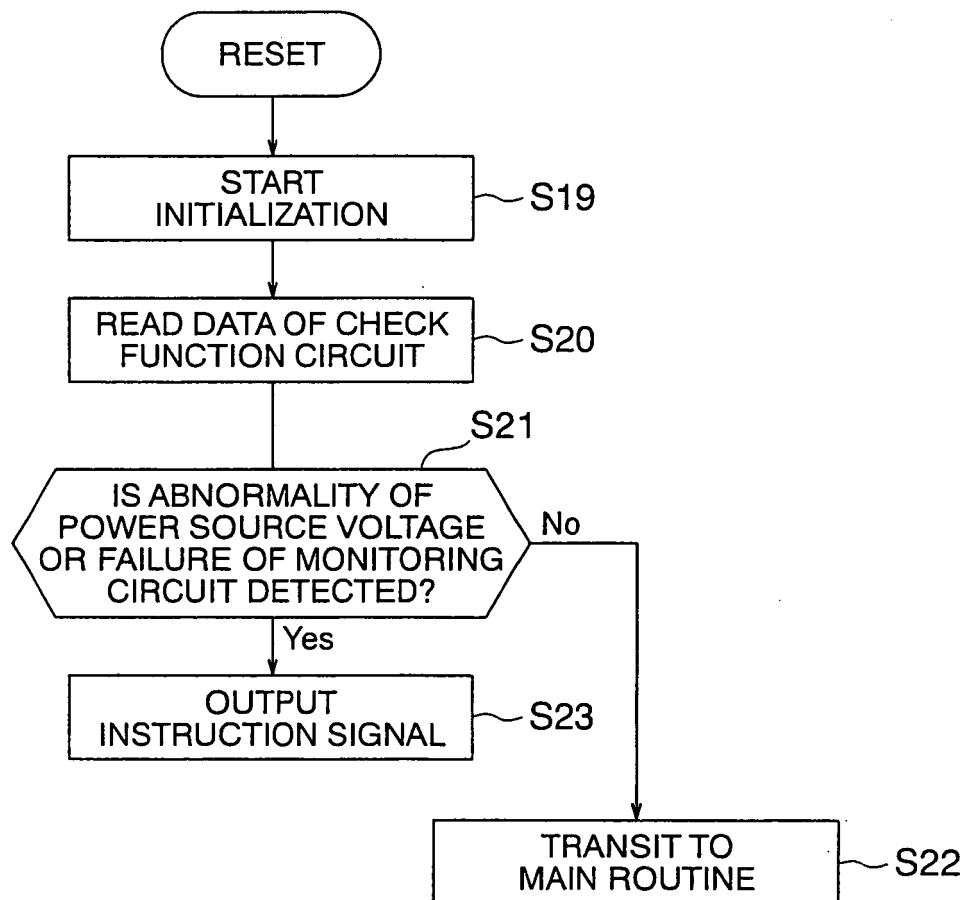 RESET
START
INITIALIZATION
S19
READ DATA OF CHECK
FUNCTION CIRCUIT
S20
S21
IS ABNORMALITY OF
POWER SOURCE VOLTAGE
OR FAILURE OF MONITORING
CIRCUIT DETECTED?
No
Yes
OUTPUT
INSTRUCTION SIGNAL
S23
TRANSIT TO
MAIN ROUTINE
S22